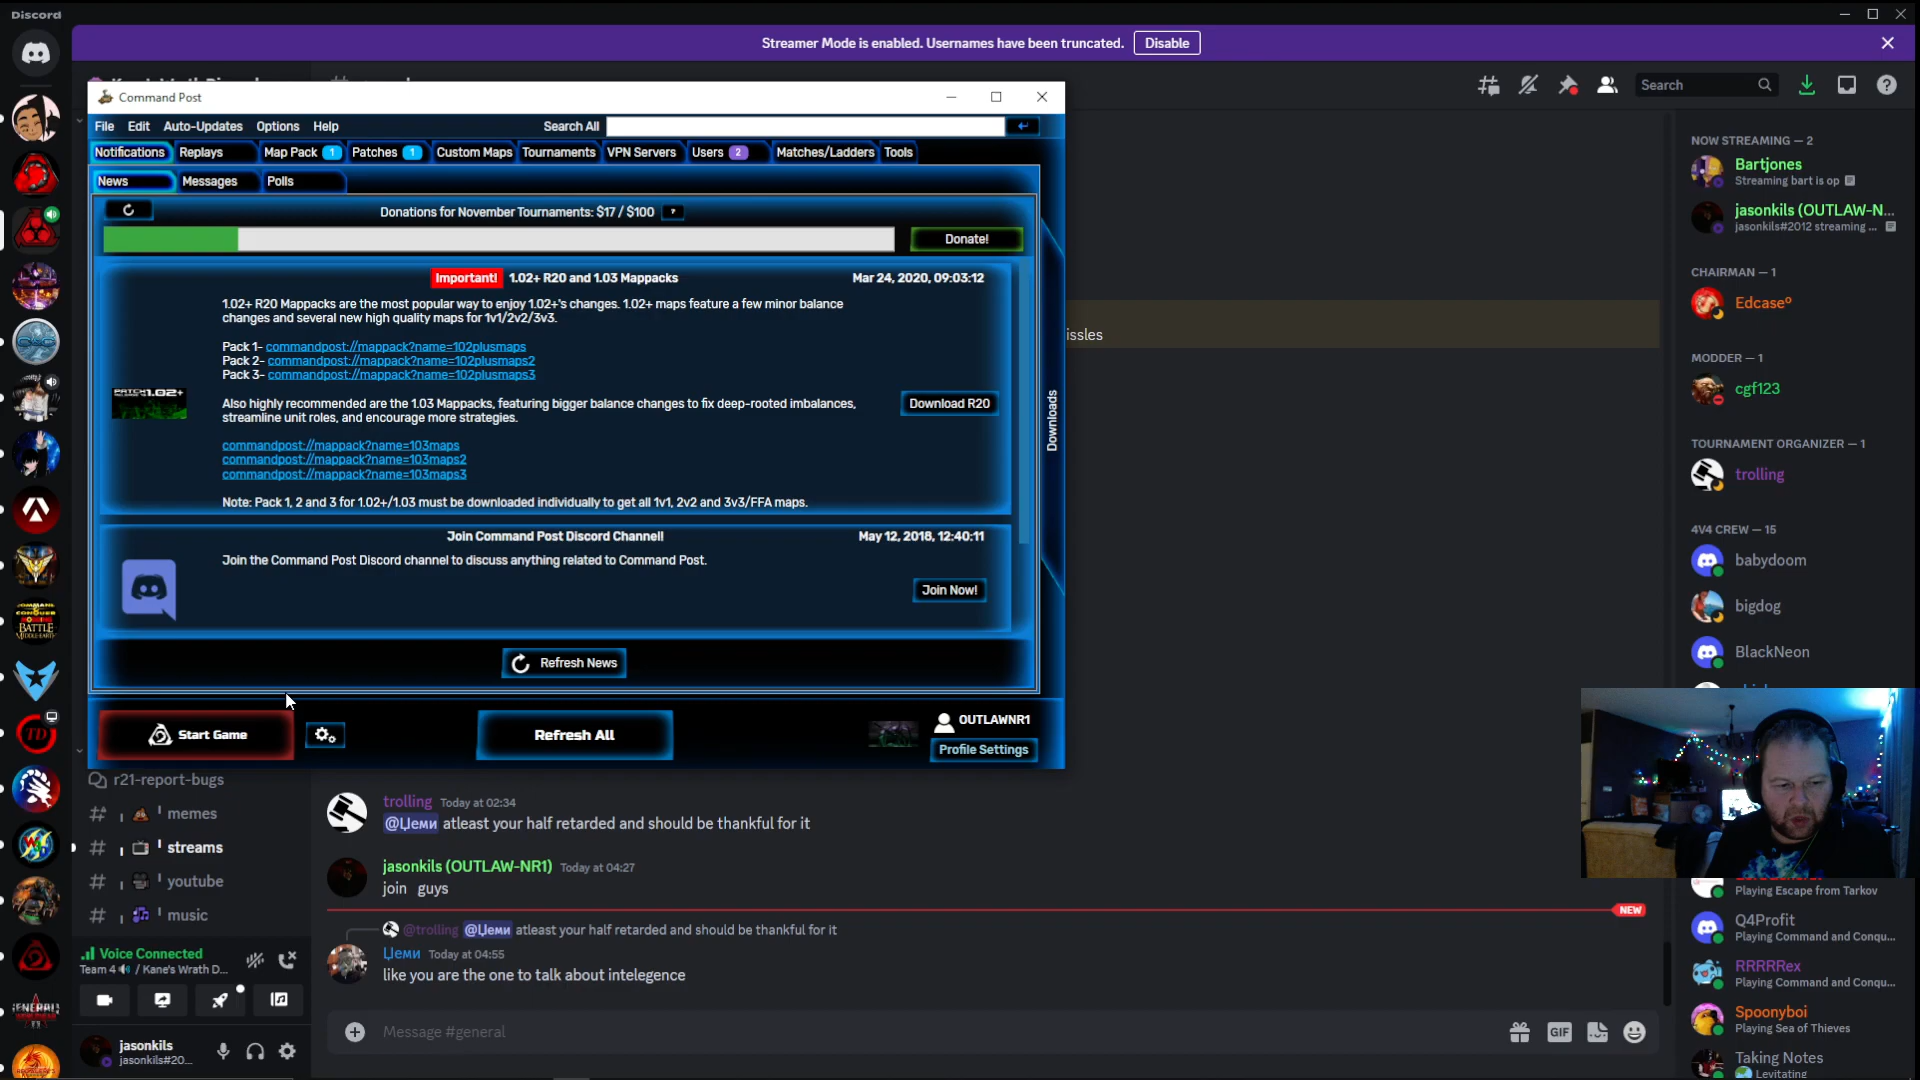 Discord
Streamer Mode is enabled. Usernames have been truncated.
Disable
Search
Command Post
File Edit Auto-Updates Options Help
Search All
Notifications Replays Map Pack 1 Patches 1 Custom Maps Tournaments VPN Servers Users 2 Matches/Ladders Tools
News Messages Polls
Donations for November Tournaments: $17 / $100 ?
Donate!
Important! 1.02+ R20 and 1.03 Mappacks
Mar 24, 2020, 09:03:12
1.02+ R20 Mappacks are the most popular way to enjoy 1.02+'s changes. 1.02+ maps feature a few minor balance
changes and several new high quality maps for 1v1/2v2/3v3.
Pack 1- commandpost://mappack?name=102plusmaps
Pack 2- commandpost://mappack?name=102plusmaps2
Pack 3- commandpost://mappack?name=102plusmaps3
PATCH 1.02+
Also highly recommended are the 1.03 Mappacks, featuring bigger balance changes to fix deep-rooted imbalances,
streamline unit roles, and encourage more strategies.
Download R20
commandpost://mappack?name=103maps
commandpost://mappack?name=103maps2
commandpost://mappack?name=103maps3
Note: Pack 1, 2 and 3 for 1.02+/1.03 must be downloaded individually to get all 1v1, 2v2 and 3v3/FFA maps.
Downloads
Join Command Post Discord Channel!
May 12, 2018, 12:40:11
Join the Command Post Discord channel to discuss anything related to Command Post.
Join Now!
Refresh News
Start Game
Refresh All
OUTLAWNR1
Profile Settings
issles
r21-report-bugs
memes
streams
youtube
music
Voice Connected
Team 4 / Kane's Wrath D...
jasonkils
jasonkils#20...
trolling Today at 02:34
@Џеми atleast your half retarded and should be thankful for it
jasonkils (OUTLAW-NR1) Today at 04:27
join guys
NEW
@trolling @Џеми atleast your half retarded and should be thankful for it
Џеми Today at 04:55
like you are the one to talk about intelegence
Message #general
GIF
NOW STREAMING — 2
Bartjones
Streaming bart is op
jasonkils (OUTLAW-N...
jasonkils#2012 streaming ...
CHAIRMAN — 1
Edcaseº
MODDER — 1
cgf123
TOURNAMENT ORGANIZER — 1
trolling
4V4 CREW — 15
babydoom
bigdog
BlackNeon
Playing Escape from Tarkov
Q4Profit
Playing Command and Conqu...
RRRRRex
Playing Command and Conqu...
Spoonyboi
Playing Sea of Thieves
Taking Notes
Levitating